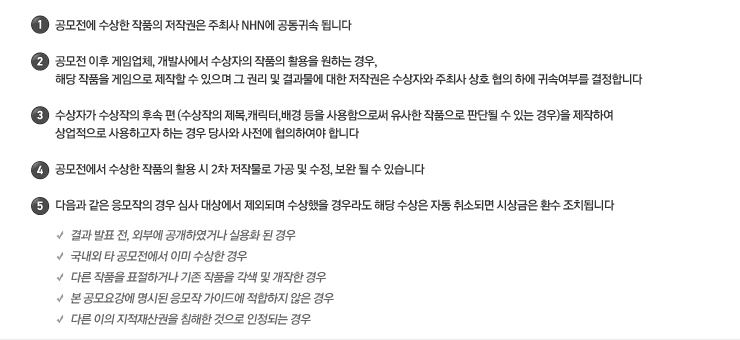 1 공모전에 수상한 작품의 저작권은 주최사 NHN에 공동귀속 됩니다
2 공모전 이후 게임업체, 개발사에서 수상자의 작품의 활용을 원하는 경우,
해당 작품을 게임으로 제작할 수 있으며 그 권리 및 결과물에 대한 저작권은 수상자와 주최사 상호 협의 하에 귀속여부를 결정합니다
3 수상자가 수상작의 후속 편 (수상작의 제목,캐릭터,배경 등을 사용함으로써 유사한 작품으로 판단될 수 있는 경우)을 제작하여
상업적으로 사용하고자 하는 경우 당사와 사전에 협의하여야 합니다
4 공모전에서 수상한 작품의 활용 시 2차 저작물로 가공 및 수정, 보완 될 수 있습니다
5 다음과 같은 응모작의 경우 심사 대상에서 제외되며 수상했을 경우라도 해당 수상은 자동 취소되면 시상금은 환수 조치됩니다
✓ 결과 발표 전, 외부에 공개하였거나 실용화 된 경우
✓ 국내외 타 공모전에서 이미 수상한 경우
✓ 다른 작품을 표절하거나 기존 작품을 각색 및 개작한 경우
✓ 본 공모요강에 명시된 응모작 가이드에 적합하지 않은 경우
✓ 다른 이의 지적재산권을 침해한 것으로 인정되는 경우